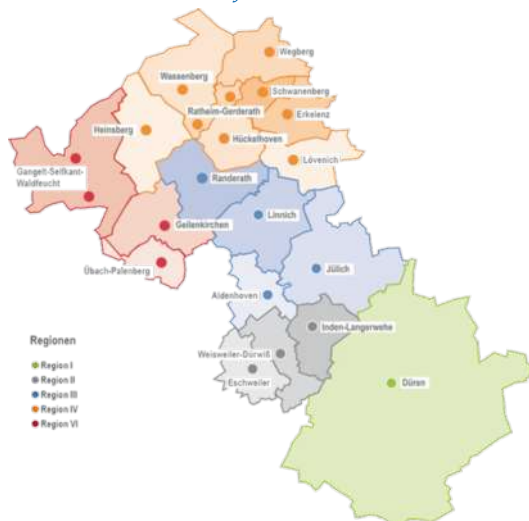 Wegberg
Wassenberg
Schwanenberg
Ratheim-Gerderath
Erkelenz
Heinsberg
Hückelhoven
Lövenich
Gangelt-Selfkant-
Waldfeucht
Randerath
Linnich
Geilenkirchen
Übach-Palenberg
Jülich
Aldenhoven
Inden-Langerwehe
Weisweiler-Dürwiß
Eschweiler
Düren
Regionen
Region I
Region II
Region III
Region IV
Region VI